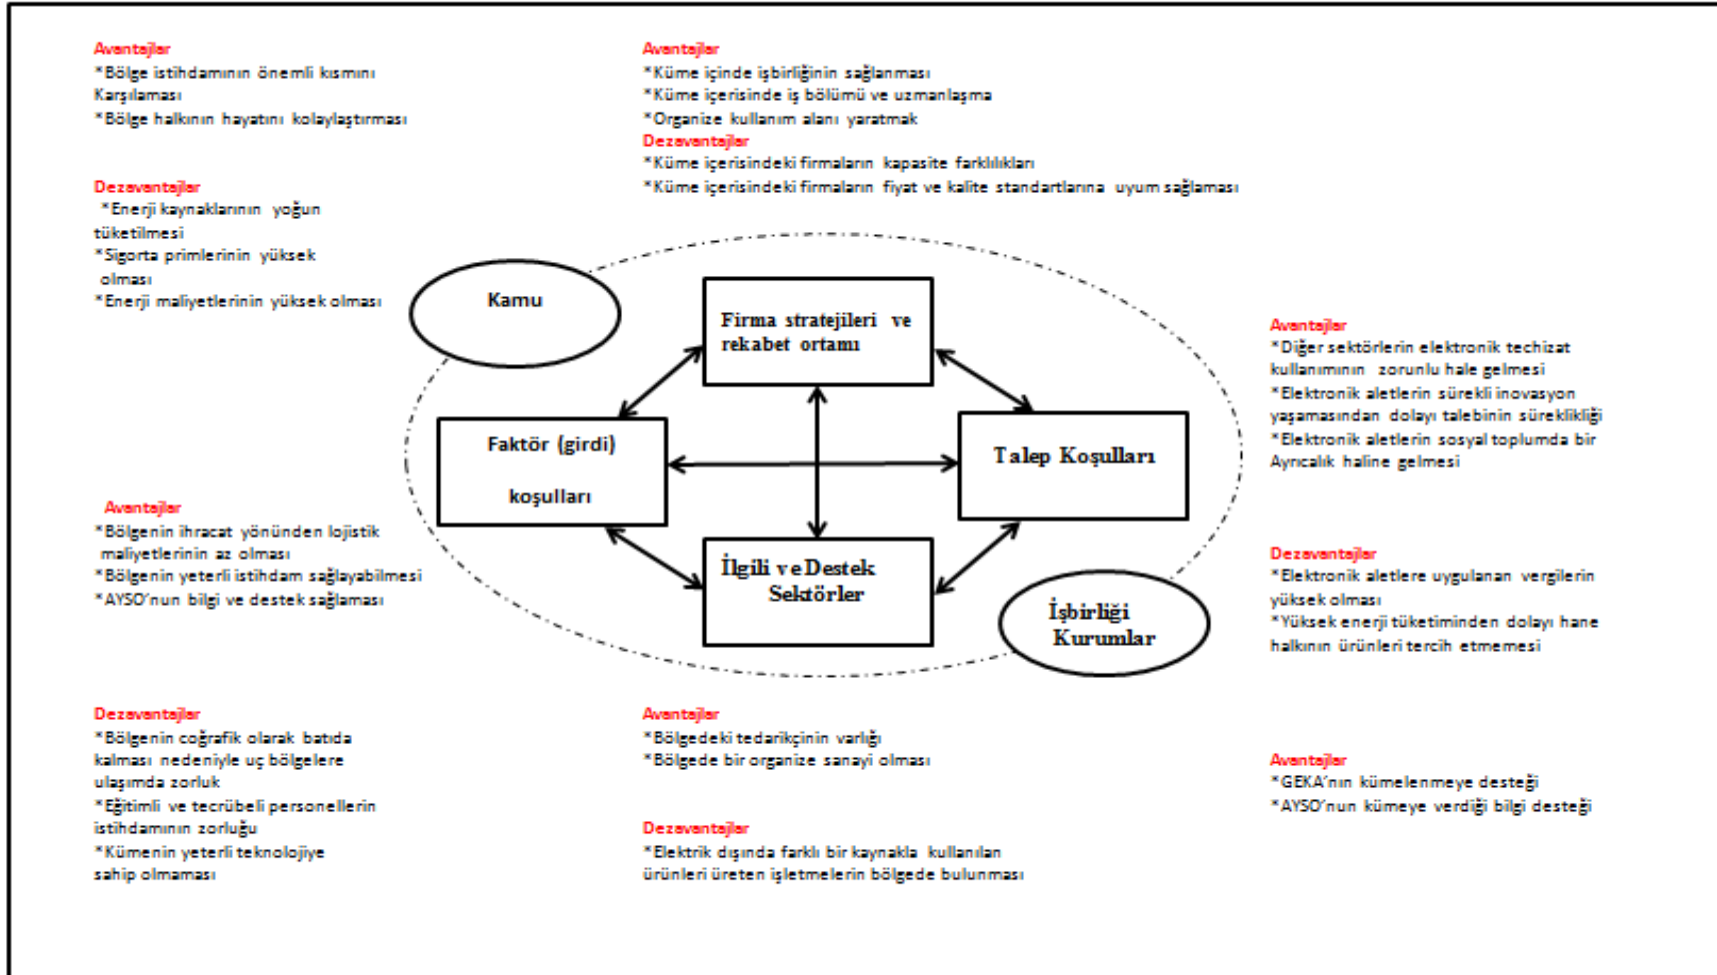 Avantajlar
*Bölge istihdamının önemli kısmını
Karşılaması
*Bölge halkının hayatını kolaylaştırması
Dezavantajlar
*Enerji kaynaklarının yoğun
tüketilmesi
*Sigorta primlerinin yüksek
olması
*Enerji maliyetlerinin yüksek olması
Avantajlar
*Küme içinde işbirliğinin sağlanması
*Küme içerisinde iş bölümü ve uzmanlaşma
*Organize kullanım alanı yaratmak
Dezavantajlar
*Küme içerisindeki firmaların kapasite farklılıkları
*Küme içerisindeki firmaların fiyat ve kalite standartlarına uyum sağlaması
Kamu
Firma stratejileri ve
rekabet ortamı
Faktör (girdi)
koşulları
Talep Koşulları
İlgili ve Destek
Sektörler
İşbirliği
Kurumlar
Avantajlar
*Diğer sektörlerin elektronik techizat
kullanımının zorunlu hale gelmesi
*Elektronik aletlerin sürekli inovasyon
yaşamasından dolayı talebinin süreklikliği
*Elektronik aletlerin sosyal toplumda bir
Ayrıcalık haline gelmesi
Dezavantajlar
*Elektronik aletlere uygulanan vergilerin
yüksek olması
*Yüksek enerji tüketiminden dolayı hane
halkının ürünleri tercih etmemesi
Avantajlar
*Bölgenin ihracat yönünden lojistik
maliyetlerinin az olması
*Bölgenin yeterli istihdam sağlayabilmesi
*AYSO'nun bilgi ve destek sağlaması
Dezavantajlar
*Bölgenin coğrafik olarak batıda
kalması nedeniyle uç bölgelere
ulaşımda zorluk
*Eğitimli ve tecrübeli personellerin
istihdamının zorluğu
*Kümenin yeterli teknolojiye
sahip olmaması
Avantajlar
*Bölgedeki tedarikçinin varlığı
*Bölgede bir organize sanayi olması
Dezavantajlar
*Elektrik dışında farklı bir kaynakla kullanılan
ürünleri üreten işletmelerin bölgede bulunması
Avantajlar
*GEKA'nın kümelenmeye desteği
*AYSO'nun kümeye verdiği bilgi desteği